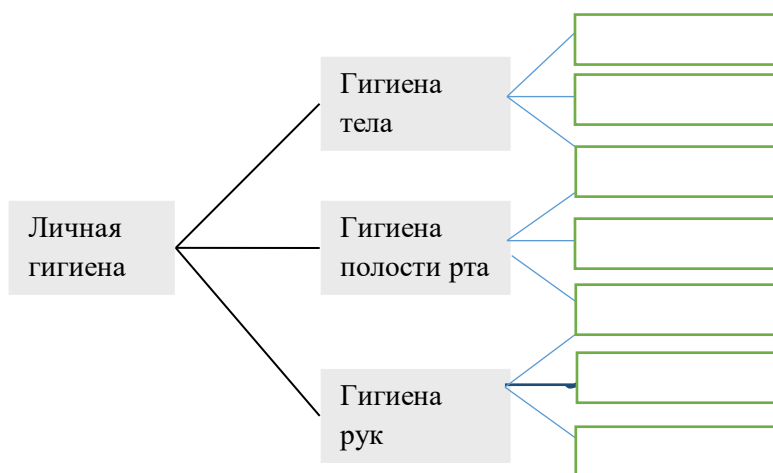 Гигиена
тела
Личная
гигиена
Гигиена
полости рта
Гигиена
рук